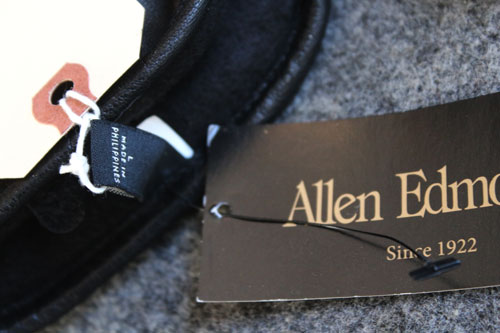 L
MADE IN
PHILIPPINES
Allen Edmo
Since 1922